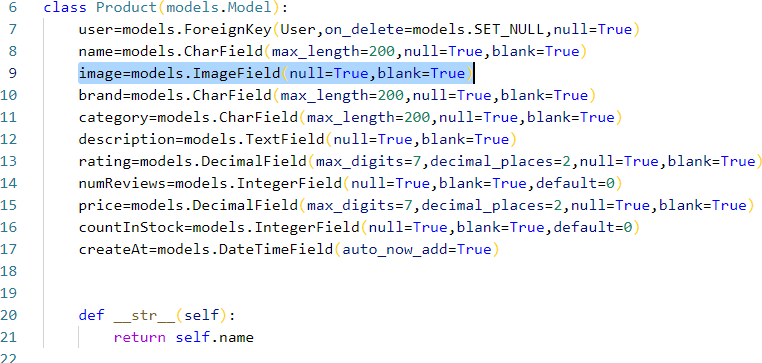 6 class Product(models.Model):
7 user=models.ForeignKey(User,on_delete=models.SET_NULL,null=True)
8 name=models.CharField(max_length=200,null=True,blank=True)
9 image=models.ImageField(null=True,blank=True)
10 brand=models.CharField(max_length=200,null=True,blank=True)
11 category=models.CharField(max_length=200,null=True,blank=True)
12 description=models.TextField(null=True,blank=True)
13 rating=models.DecimalField(max_digits=7,decimal_places=2,null=True,blank=True)
14 numReviews=models.IntegerField(null=True,blank=True,default=0)
15 price=models.DecimalField(max_digits=7,decimal_places=2,null=True,blank=True)
16 countInStock=models.IntegerField(null=True,blank=True,default=0)
17 createAt=models.DateTimeField(auto_now_add=True)
18
19
20 def __str__(self):
21 return self.name
22